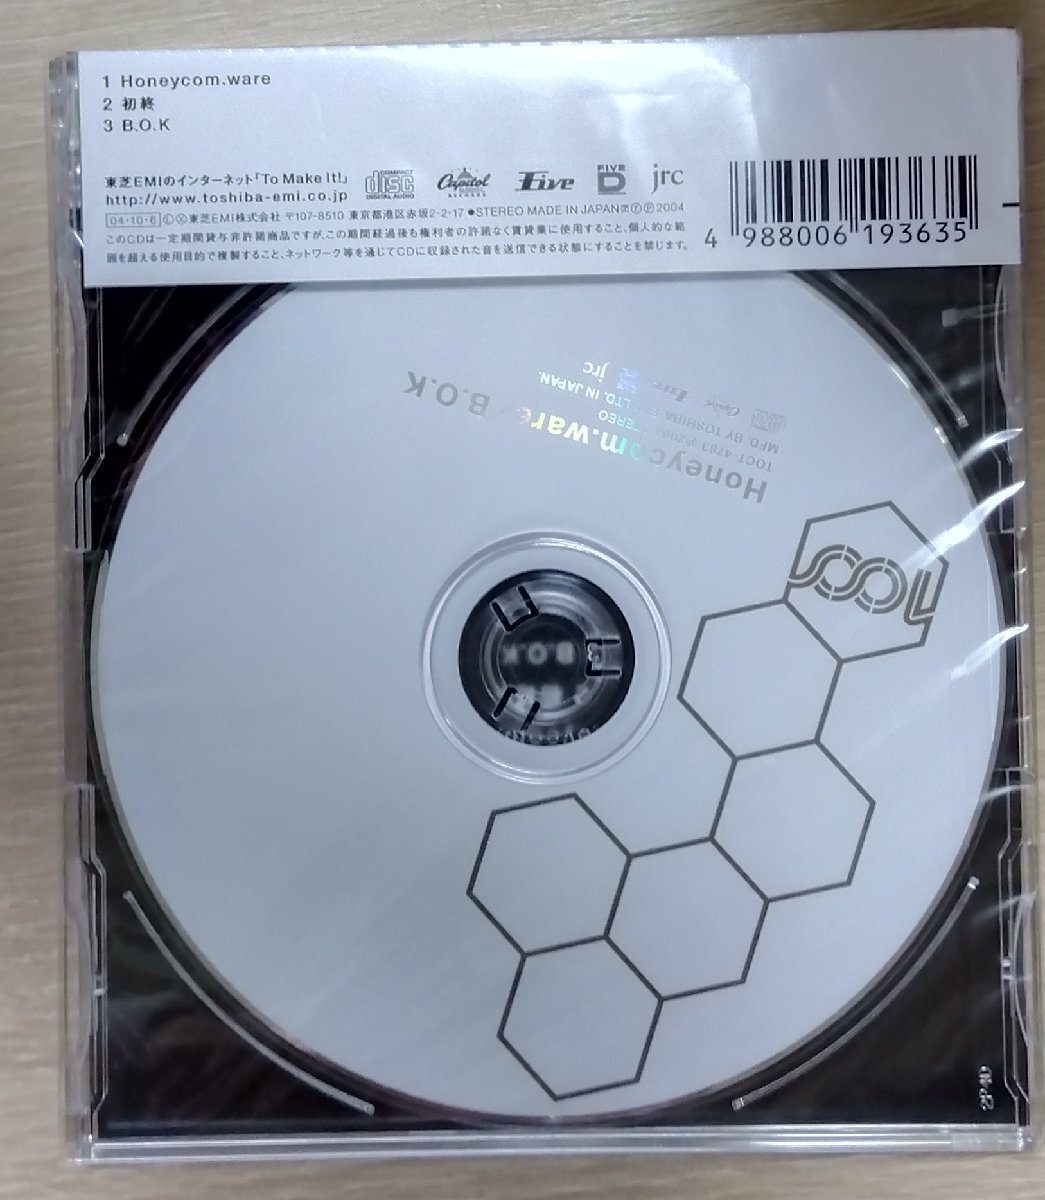 1 Honeycom.ware
2 初終
3 B.O.K
東芝EMIのインターネット「To Make It!」
http://www.toshiba-emi.co.jp
COMPACT disc DIGITAL AUDIO
Capitol RECORDS
Five
FIVE D
jrc
04・10・6 Ⓛ Ⓧ東芝EMI株式会社 〒107-8510 東京都港区赤坂2-2-17 ●STEREO MADE IN JAPAN ⓟ2004
このCDは一定期間貸与非許諾商品ですが、この期間経過後も権利者の許諾なく賃貸業に使用すること、個人的な範
囲を超える使用目的で複製すること、ネットワーク等を通じてCDに収録された音を送信できる状態にすることを禁じます。
4 988006 193635
Honeycom.ware B.O.K
STEREO
MFD. BY TOSHIBA-EMI LTD. IN JAPAN.
jrc
B.O.K